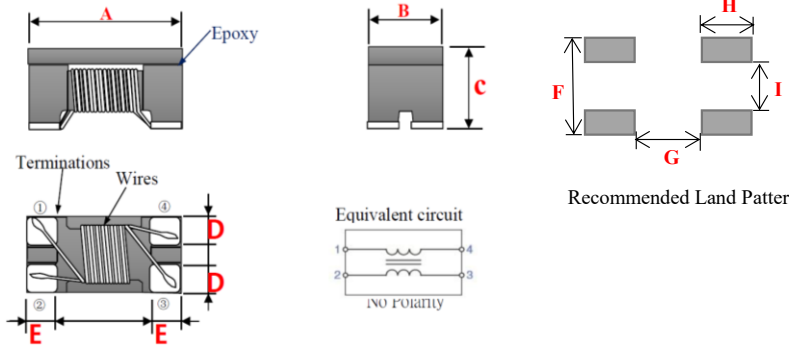 A
Epoxy
B
C
H
F
I
G
Recommended Land Patter
Terminations
Wires
① ④
D
D
② ③
E E
Equivalent circuit
1 4
2 3
No Polarity